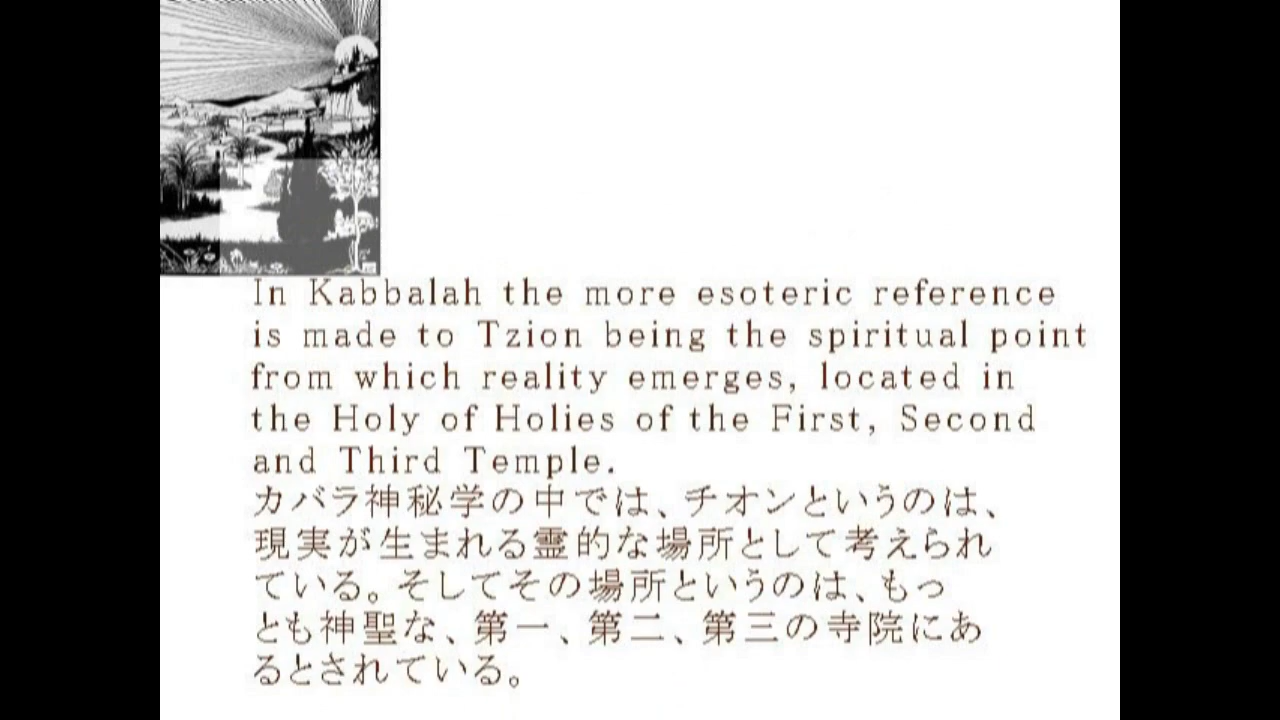 In Kabbalah the more esoteric reference
is made to Tzion being the spiritual point
from which reality emerges, located in
the Holy of Holies of the First, Second
and Third Temple.
カバラ神秘学の中では、チオンというのは、
現実が生まれる霊的な場所として考えられ
ている。そしてその場所というのは、もっ
とも神聖な、第一、第二、第三の寺院にあ
るとされている。